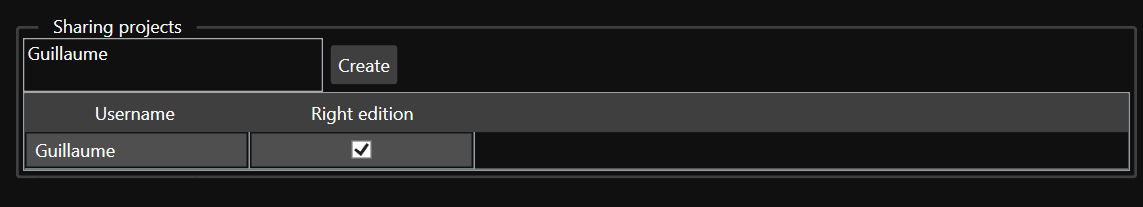 Sharing projects
Guillaume
Create
Username Right edition
Guillaume